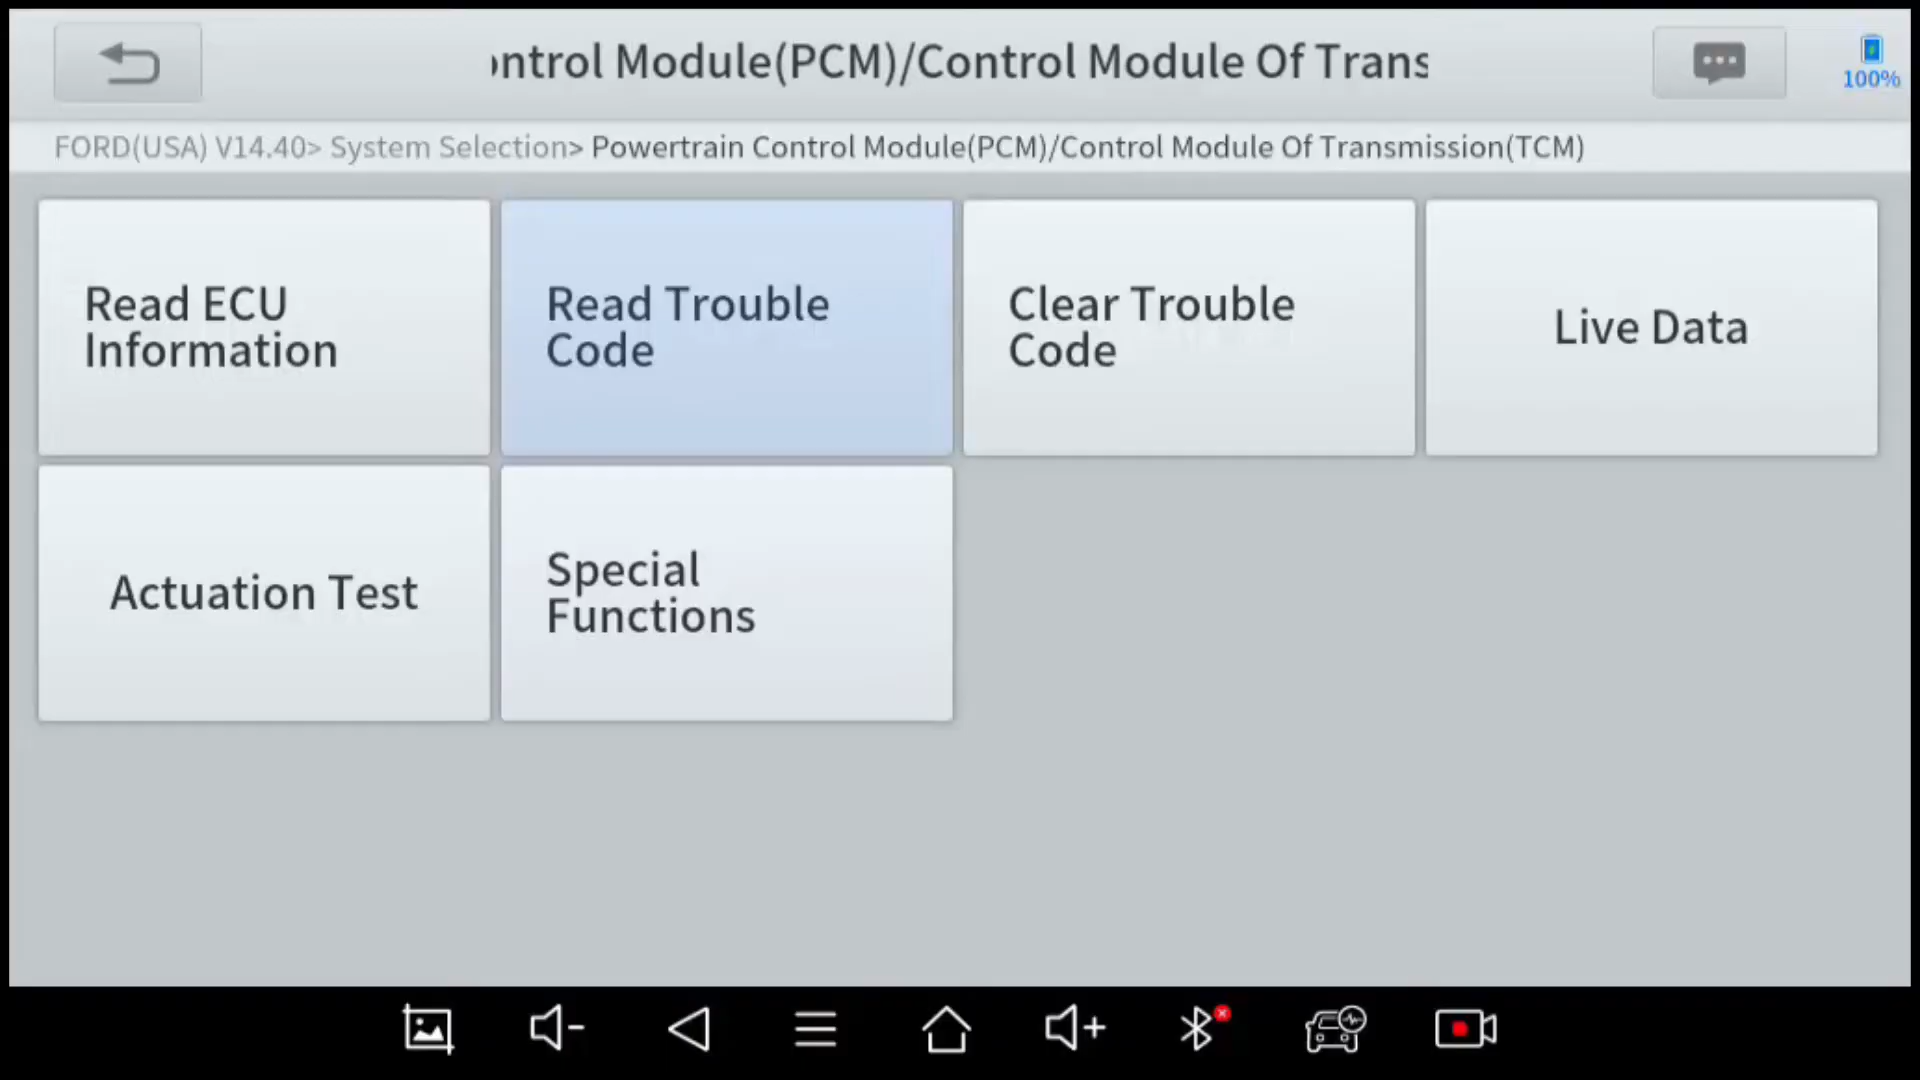 ontrol Module(PCM)/Control Module Of Trans
100%
FORD(USA) V14.40> System Selection> Powertrain Control Module(PCM)/Control Module Of Transmission(TCM)
Read ECU
Information
Read Trouble
Code
Clear Trouble
Code
Live Data
Actuation Test
Special
Functions